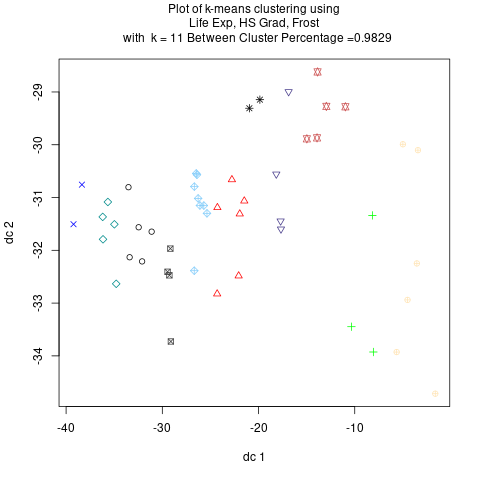 Plot of k-means clustering using
Life Exp, HS Grad, Frost
with k = 11 Between Cluster Percentage =0.9829
dc 2
-29
-30
-31
-32
-33
-34
-40
-30
-20
-10
dc 1